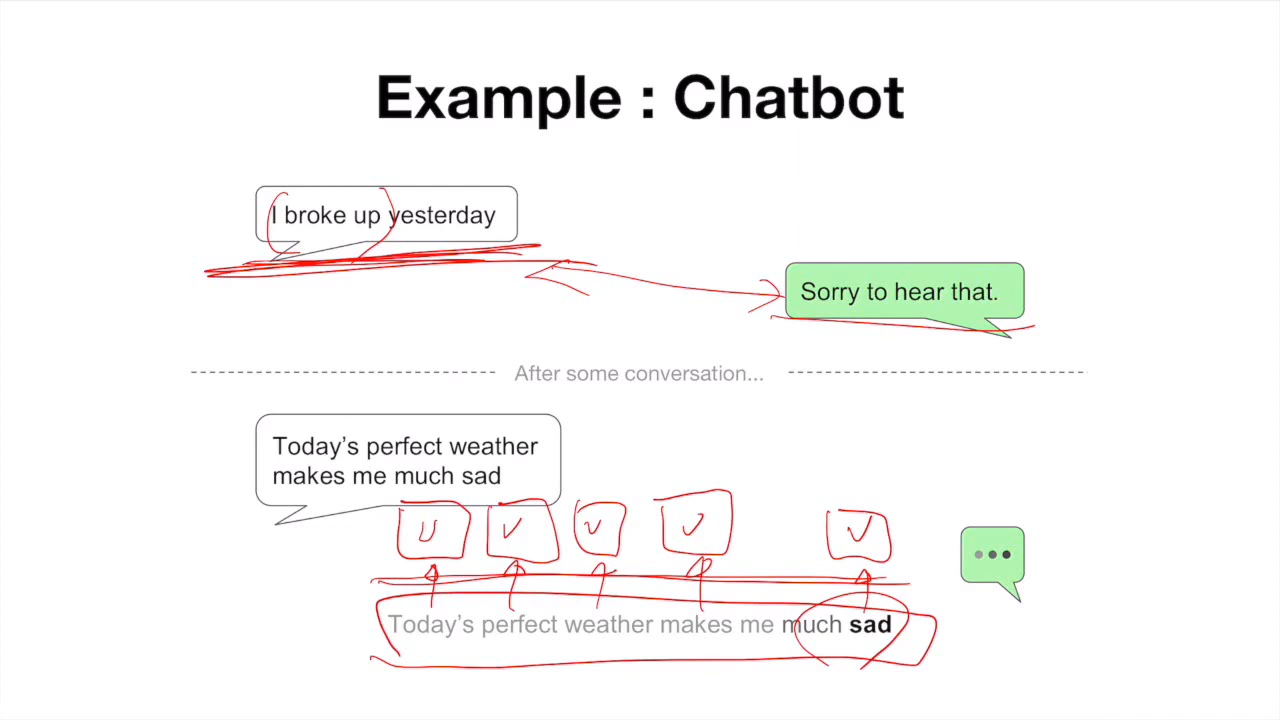 Example : Chatbot
I broke up yesterday
Sorry to hear that.
After some conversation...
Today's perfect weather
makes me much sad
Today's perfect weather makes me much sad